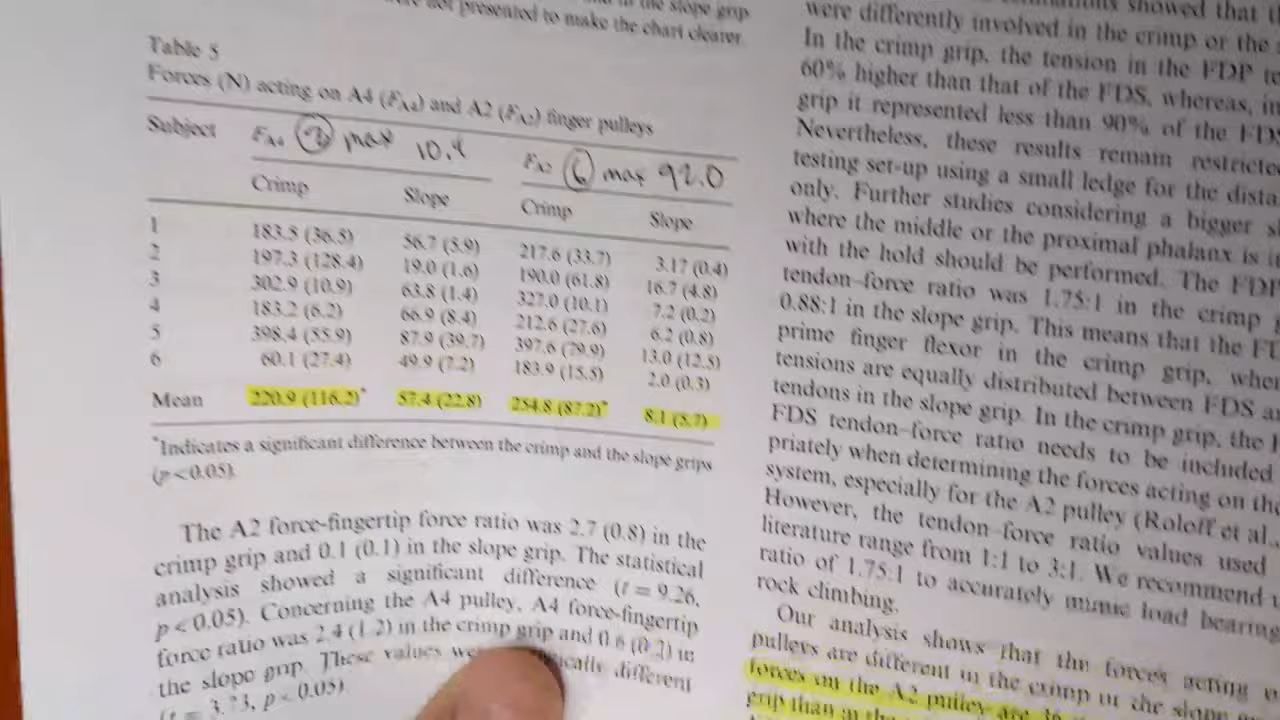 not presented to make the chart clearer.
Table 5
Forces (N) acting on A4 (FA4) and A2 (FA2) finger pulleys
Subject FA4 max 10.4 FA2 6 max 92.0
Crimp Slope Crimp Slope
1 183.5 (36.5) 56.7 (5.9) 217.6 (33.7) 3.17 (0.4)
2 197.3 (128.4) 19.0 (1.6) 190.0 (61.8) 16.7 (4.8)
3 302.9 (10.9) 63.8 (1.4) 327.0 (10.1) 7.2 (0.2)
4 183.2 (6.2) 66.9 (8.4) 212.6 (27.6) 6.2 (0.8)
5 398.4 (55.9) 87.9 (39.7) 397.6 (79.9) 13.0 (12.5)
6 60.1 (27.4) 49.9 (7.2) 183.9 (15.5) 2.0 (0.3)
Mean 220.9 (116.2)* 57.4 (22.8) 254.8 (87.2)* 8.1 (5.7)
*Indicates a significant difference between the crimp and the slope grips
(p<0.05).
The A2 force-fingertip force ratio was 2.7 (0.8) in the
crimp grip and 0.1 (0.1) in the slope grip. The statistical
analysis showed a significant difference (t = 9.26,
p<0.05). Concerning the A4 pulley, A4 force-fingertip
force ratio was 2.4 (1.2) in the crimp grip and 0.6 (0.2) in
the slope grip. These values different
3.23, p<0.05)
showed that
were differently involved in the crimp or the
In the crimp grip, the tension in the FDP
60% higher than that of the FDS, whereas, in
grip it represented less than 90% of the FDS
Nevertheless, these results remain restricted
testing set-up using a small ledge for the
only. Further studies considering a bigger
where the middle or the proximal phalanx is
with the hold should be performed. The FDP
tendon-force ratio was 1.75:1 in the crimp
0.88:1 in the slope grip. This means that the
prime finger flexor in the crimp grip,
tensions are equally distributed between FDS
tendons in the slope grip. In the crimp grip, the
FDS tendon-force ratio needs to be included
priately when determining the forces acting on the
system, especially for the A2 pulley (Roloff et al.,
However, the tendon-force ratio values used
literature range from 1:1 to 3:1. We recommend
ratio of 1.75:1 to accurately mimic load bearing
rock climbing.
Our analysis shows that the forces acting
pulleys are different in the crimp or the slope
forces on the A2 pulley are
grip than in the